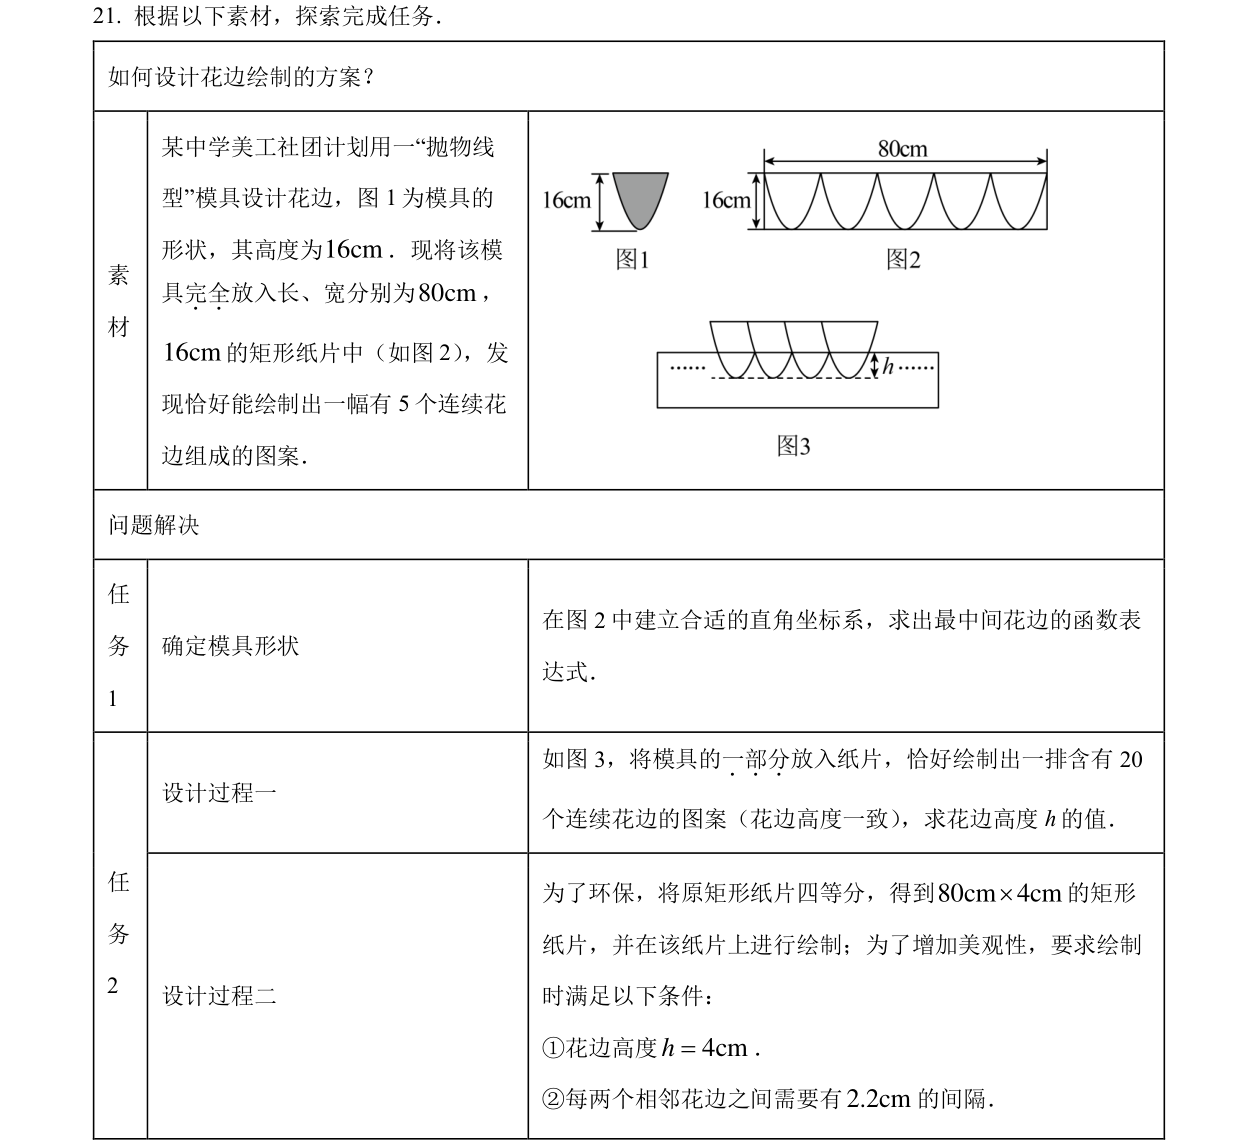 21. 根据以下素材，探索完成任务．
如何设计花边绘制的方案？
素
材
某中学美工社团计划用一“抛物线
型”模具设计花边，图 1 为模具的
形状，其高度为16cm．现将该模
具完全放入长、宽分别为80cm，
16cm 的矩形纸片中（如图 2），发
现恰好能绘制出一幅有 5 个连续花
边组成的图案．
16cm
图1
80cm
16cm
图2
······
h
······
图3
问题解决
任
务
1
确定模具形状
在图 2 中建立合适的直角坐标系，求出最中间花边的函数表
达式．
任
务
2
设计过程一
如图 3，将模具的一部分放入纸片，恰好绘制出一排含有 20
个连续花边的图案（花边高度一致），求花边高度 h 的值．
设计过程二
为了环保，将原矩形纸片四等分，得到80cm×4cm 的矩形
纸片，并在该纸片上进行绘制；为了增加美观性，要求绘制
时满足以下条件：
①花边高度 h = 4cm．
②每两个相邻花边之间需要有 2.2cm 的间隔．